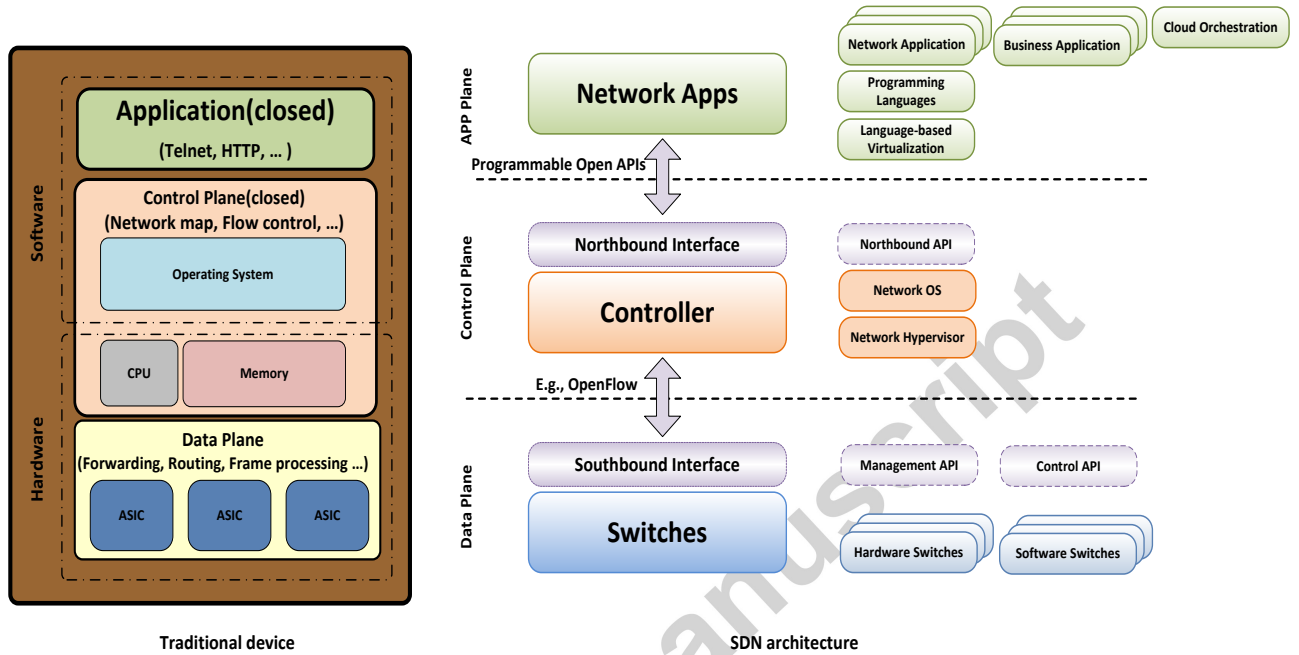 Application(closed)
(Telnet, HTTP, ... )
Control Plane(closed)
(Network map, Flow control, ...)
Operating System
CPU
Memory
Data Plane
(Forwarding, Routing, Frame processing ...)
ASIC
ASIC
ASIC
Software
Hardware
Traditional device
APP Plane
Network Apps
Network Application
Business Application
Cloud Orchestration
Programming
Languages
Language-based
Virtualization
Programmable Open APIs
Control Plane
Northbound Interface
Controller
Northbound API
Network OS
Network Hypervisor
E.g., OpenFlow
Data Plane
Southbound Interface
Switches
Management API
Control API
Hardware Switches
Software Switches
SDN architecture
anuscript